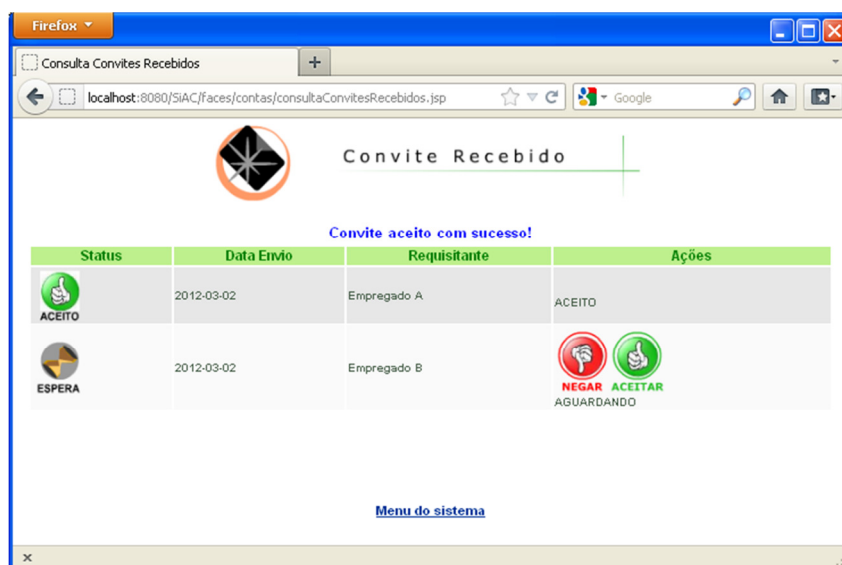 Firefox
Consulta Convites Recebidos
localhost:8080/SiAC/faces/contas/consultaConvitesRecebidos.jsp
Google
Convite Recebido
Convite aceito com sucesso!
Status Data Envio Requisitante Ações
ACEITO 2012-03-02 Empregado A ACEITO
ESPERA 2012-03-02 Empregado B NEGAR ACEITAR
AGUARDANDO
Menu do sistema
x